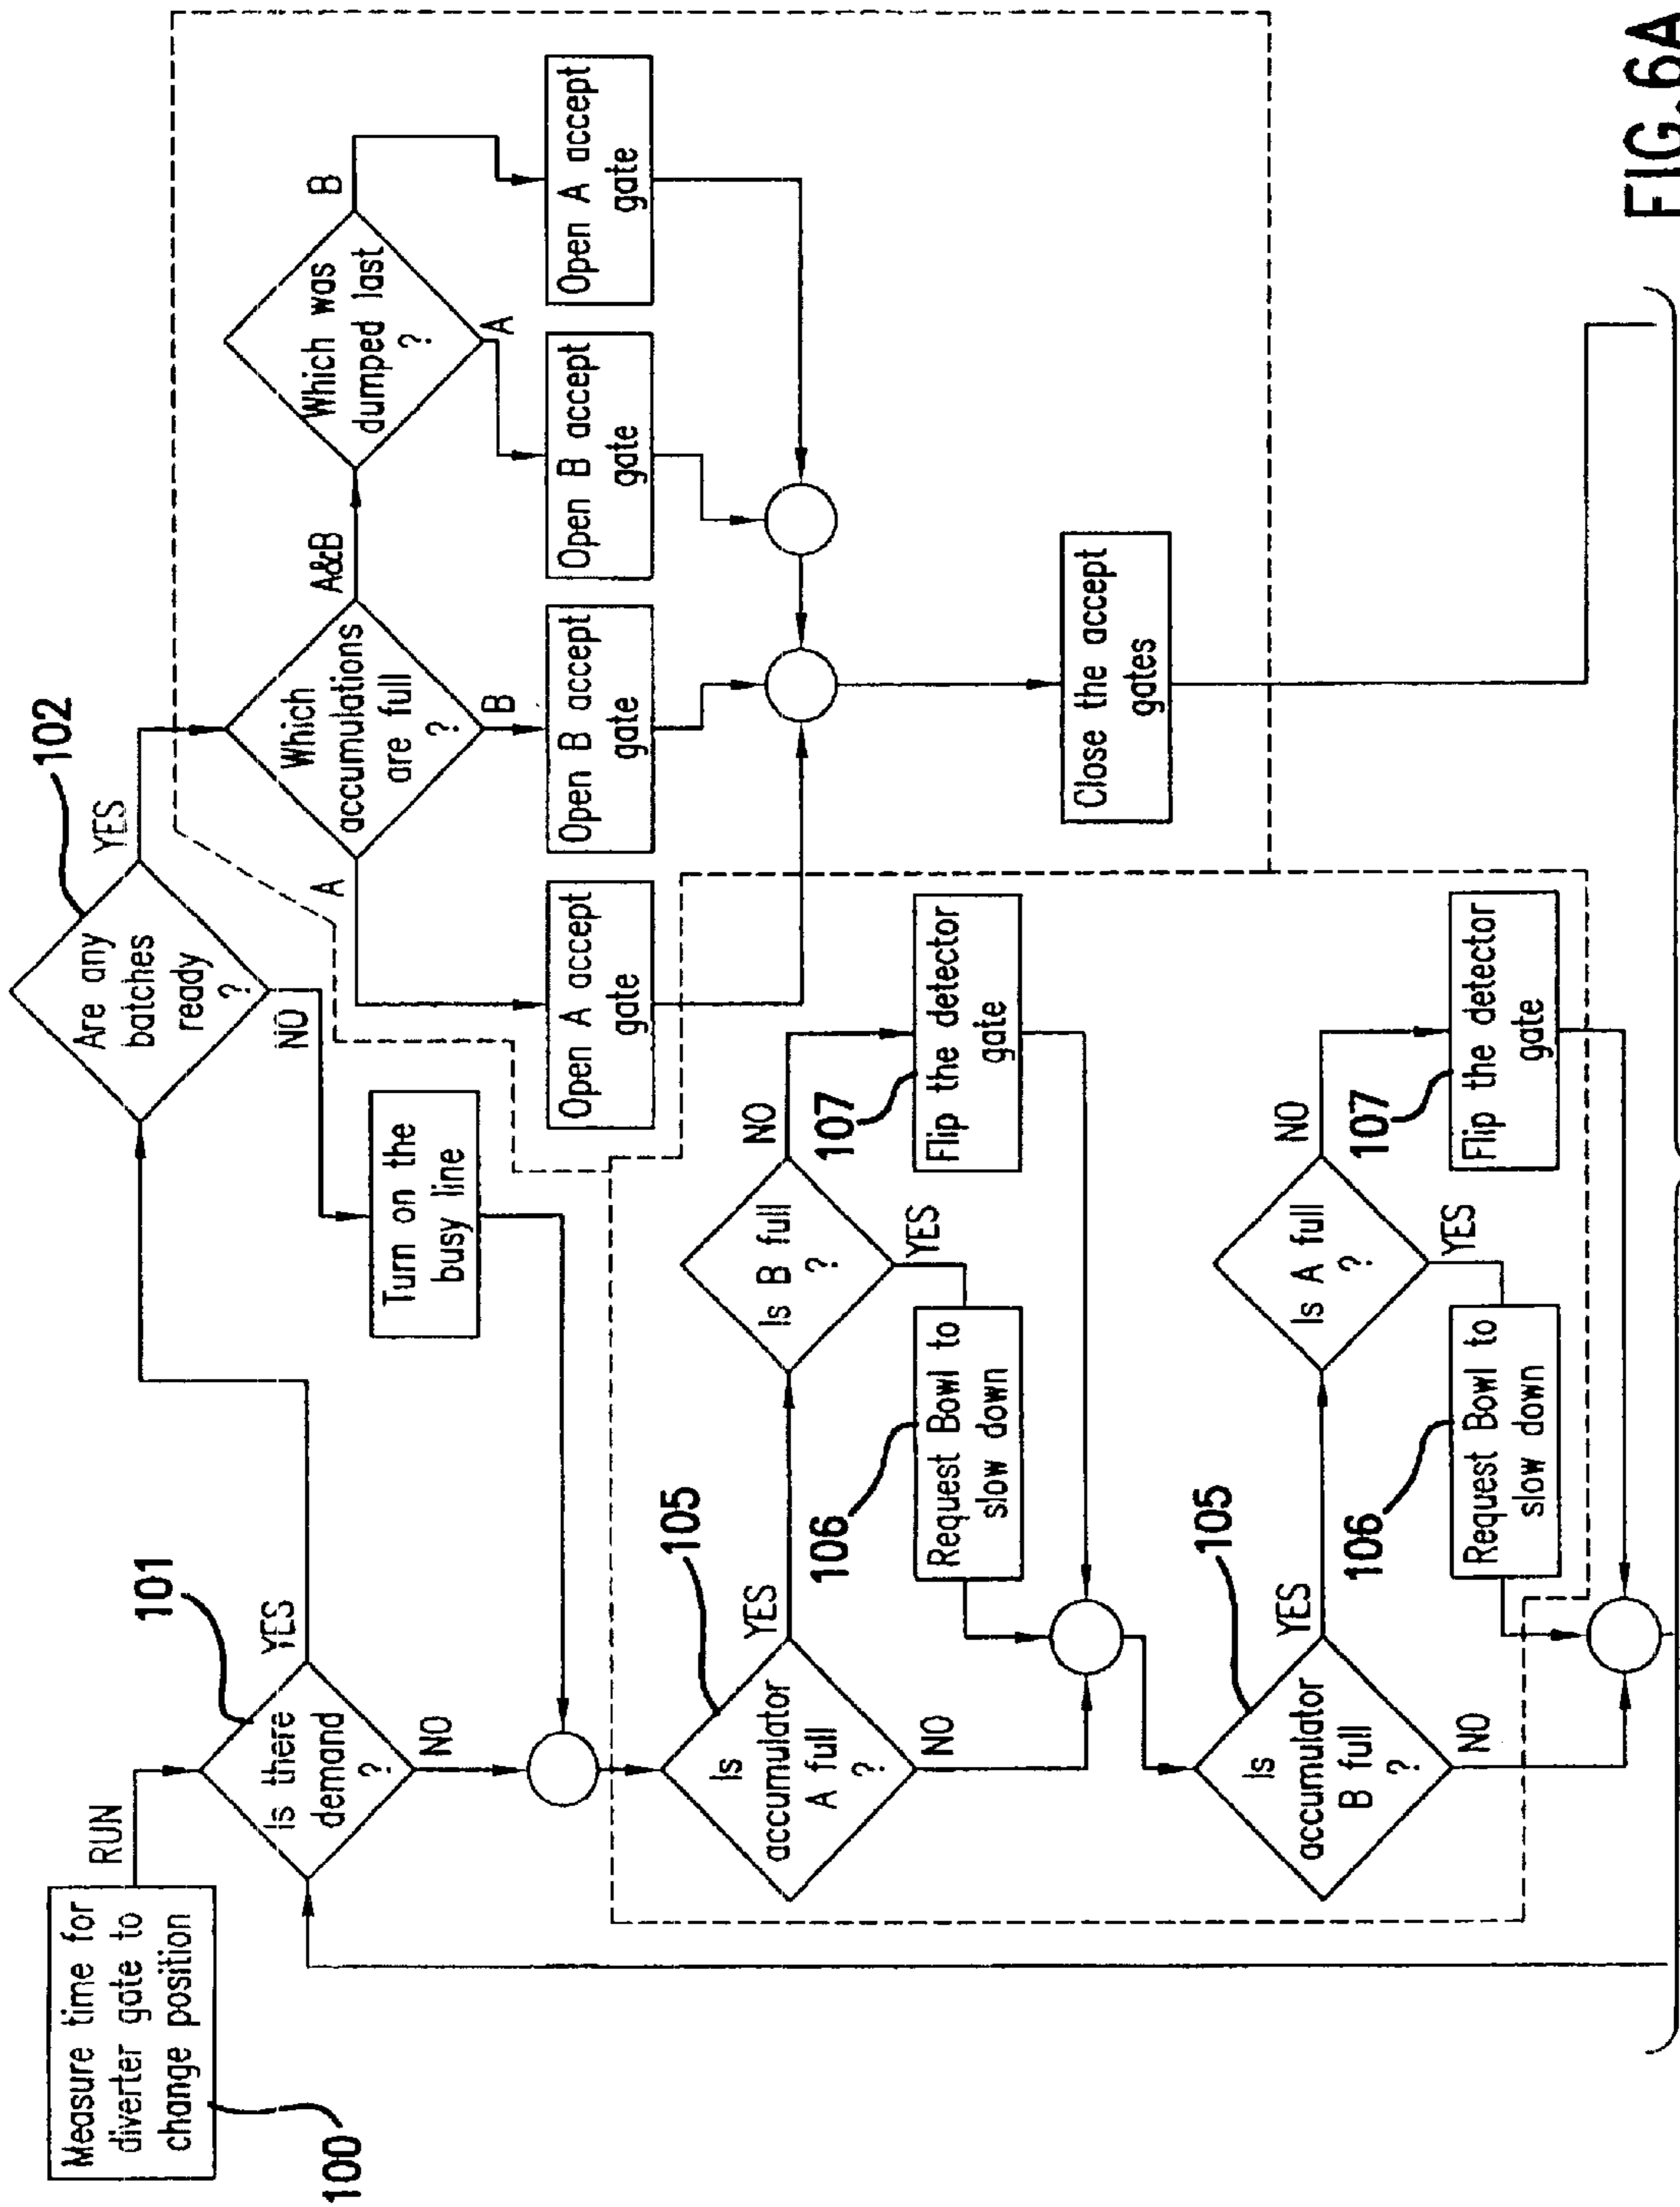 Measure time for
diverter gate to
change position
100
RUN
101
Is there
demand
?
YES
NO
102
Are any
batches
ready
?
YES
NO
Turn on the
busy line
Which
accumulations
are full
?
A
B
A&B
Which was
dumped last
?
A
B
Open A accept
gate
Open B accept
gate
Open B accept
gate
Open A accept
gate
Close the accept
gates
105
Is
accumulator
A full
?
YES
NO
Is B full
?
NO
YES
106
Request Bowl to
slow down
107
Flip the detector
gate
105
Is
accumulator
B full
?
YES
NO
Is A full
?
NO
YES
106
Request Bowl to
slow down
107
Flip the detector
gate
FIG.6A